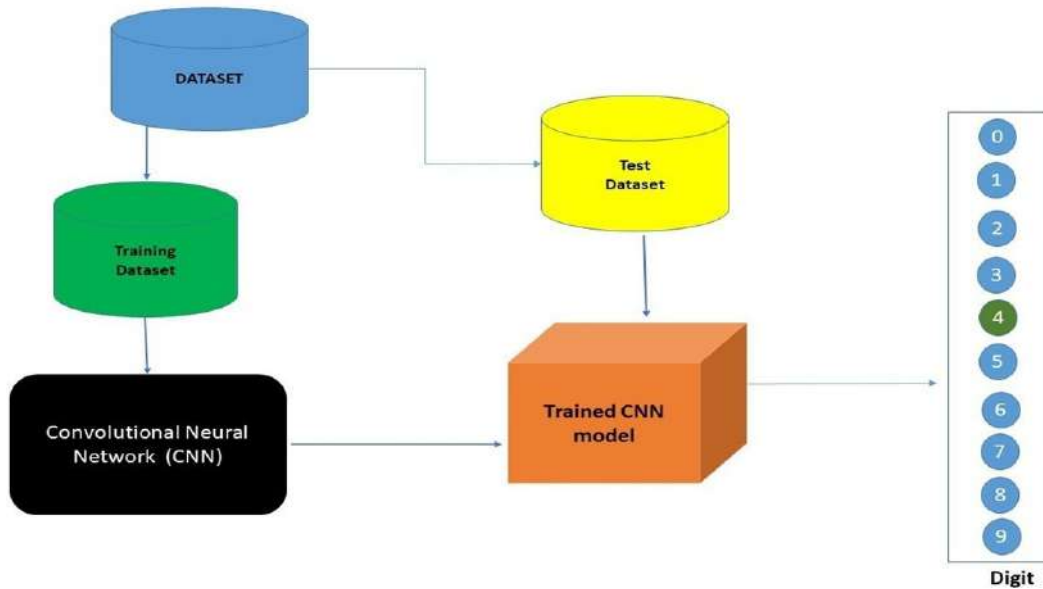 DATASET
Test
Dataset
Training
Dataset
Convolutional Neural
Network (CNN)
Trained CNN
model
0
1
2
3
4
5
6
7
8
9
Digit